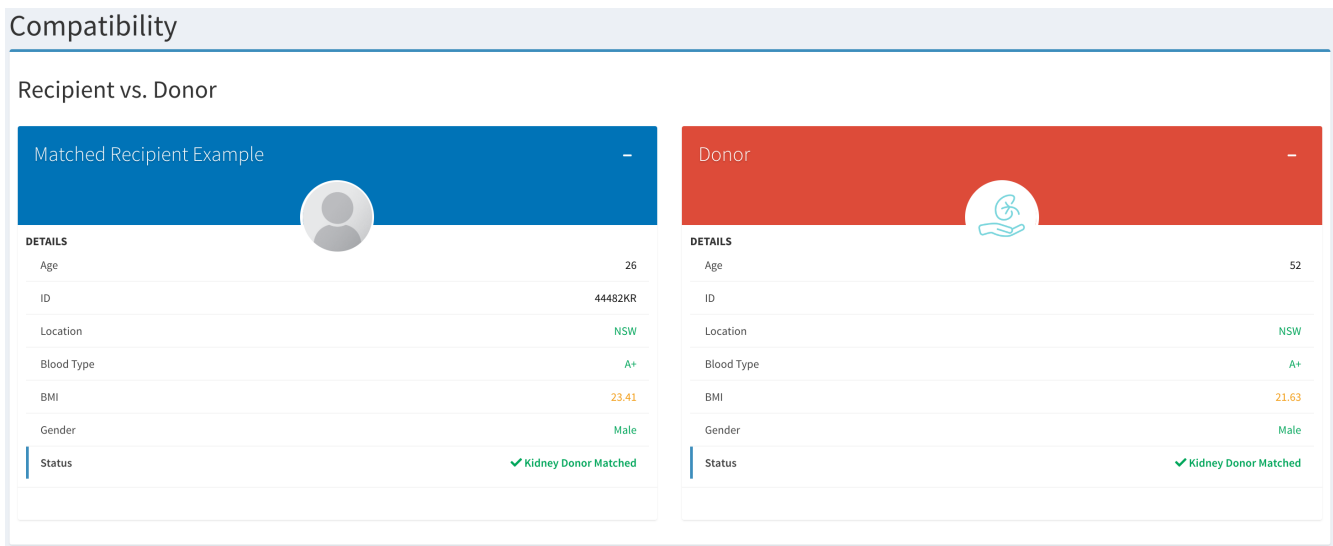 Compatibility
Recipient vs. Donor
Matched Recipient Example
DETAILS
Age 26
ID 44482KR
Location NSW
Blood Type A+
BMI 23.41
Gender Male
Status Kidney Donor Matched
Donor
DETAILS
Age 52
ID
Location NSW
Blood Type A+
BMI 21.63
Gender Male
Status Kidney Donor Matched